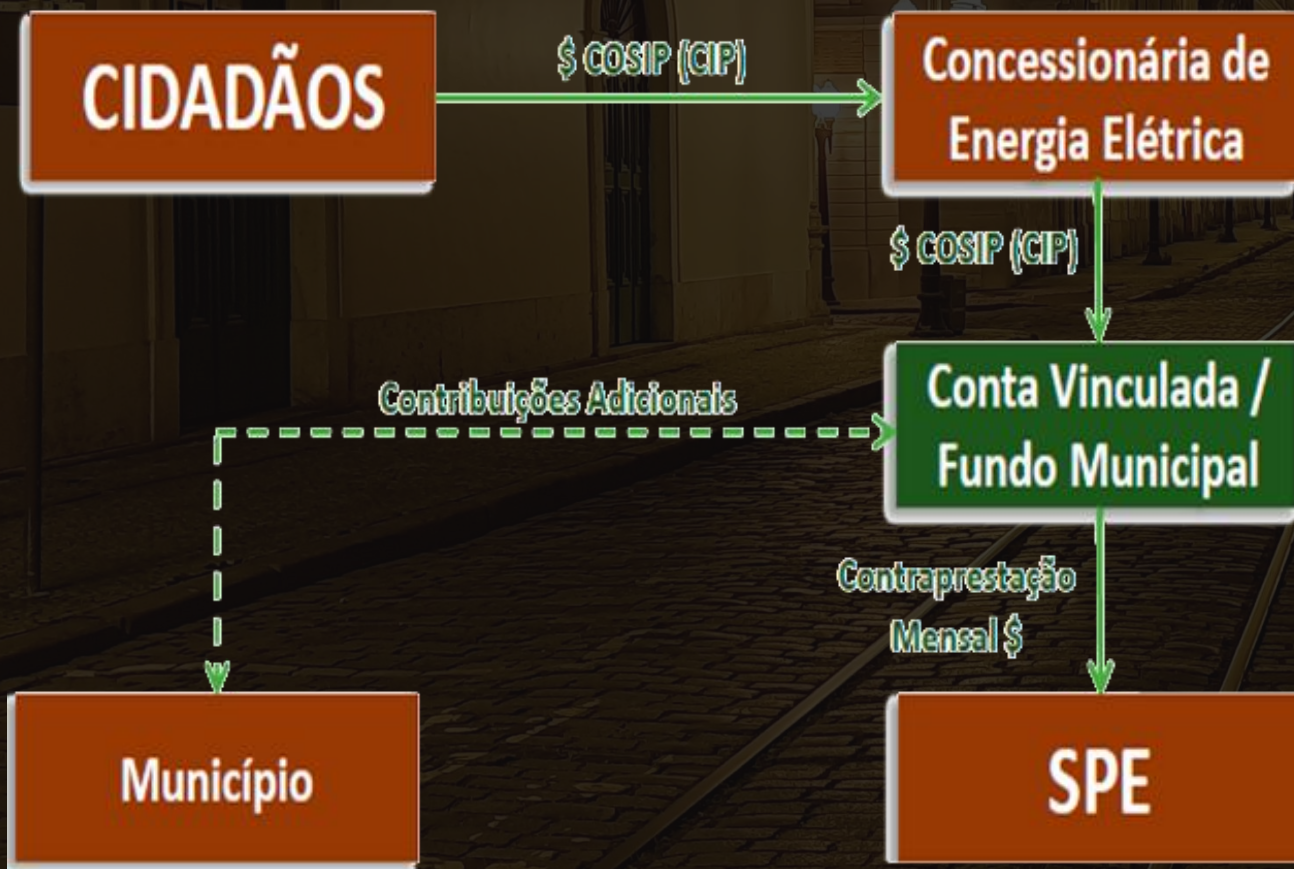 CIDADÃOS
$ COSIP (CIP)
Concessionária de
Energia Elétrica
$ COSIP (CIP)
Contribuições Adicionais
Conta Vinculada /
Fundo Municipal
Contraprestação
Mensal $
Município
SPE